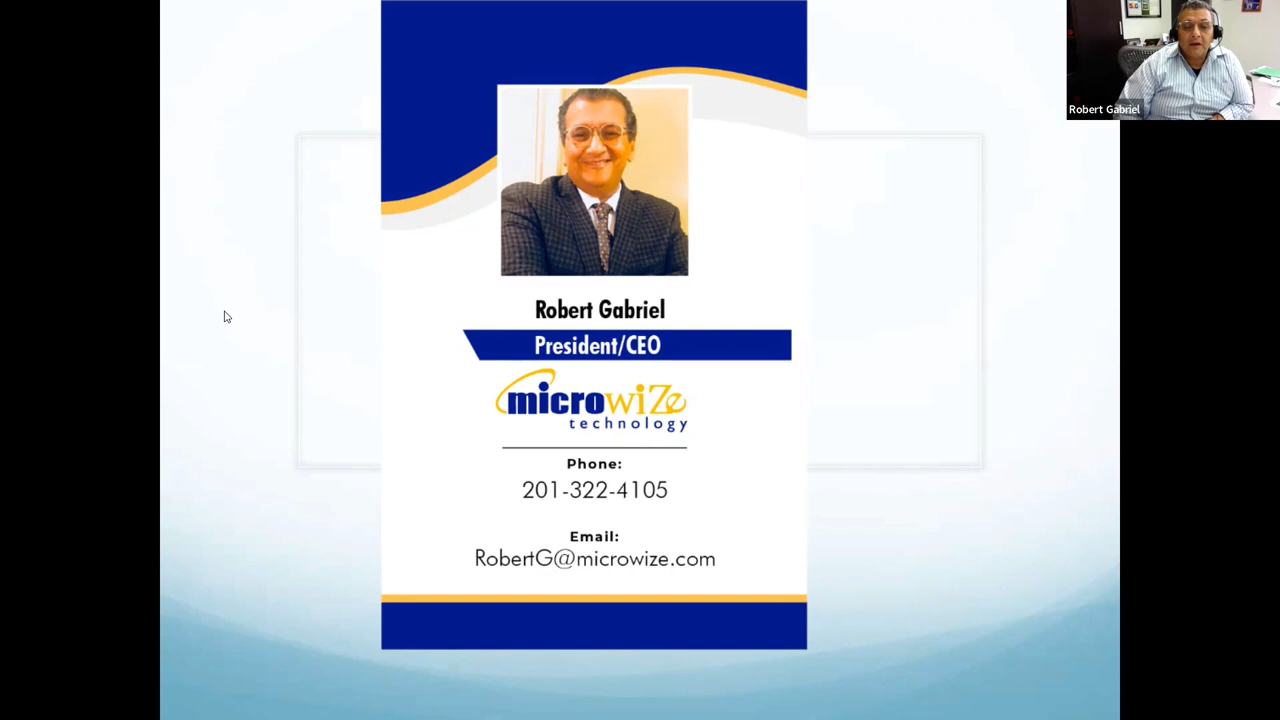 Robert Gabriel
Robert Gabriel
President/CEO
microwize
technology
Phone:
201-322-4105
Email:
RobertG@microwize.com